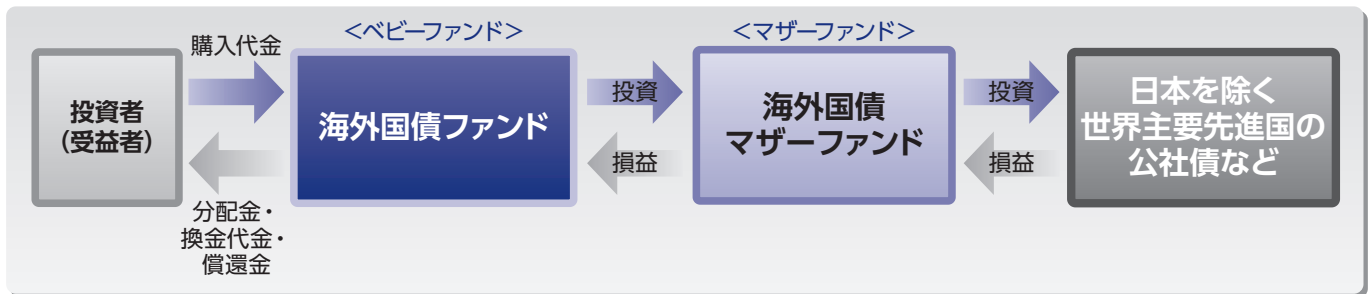 <ベビーファンド>
<マザーファンド>
購入代金
投資者
(受益者)
海外国債ファンド
投資
損益
海外国債
マザーファンド
投資
損益
日本を除く
世界主要先進国の
公社債など
分配金・
換金代金・
償還金